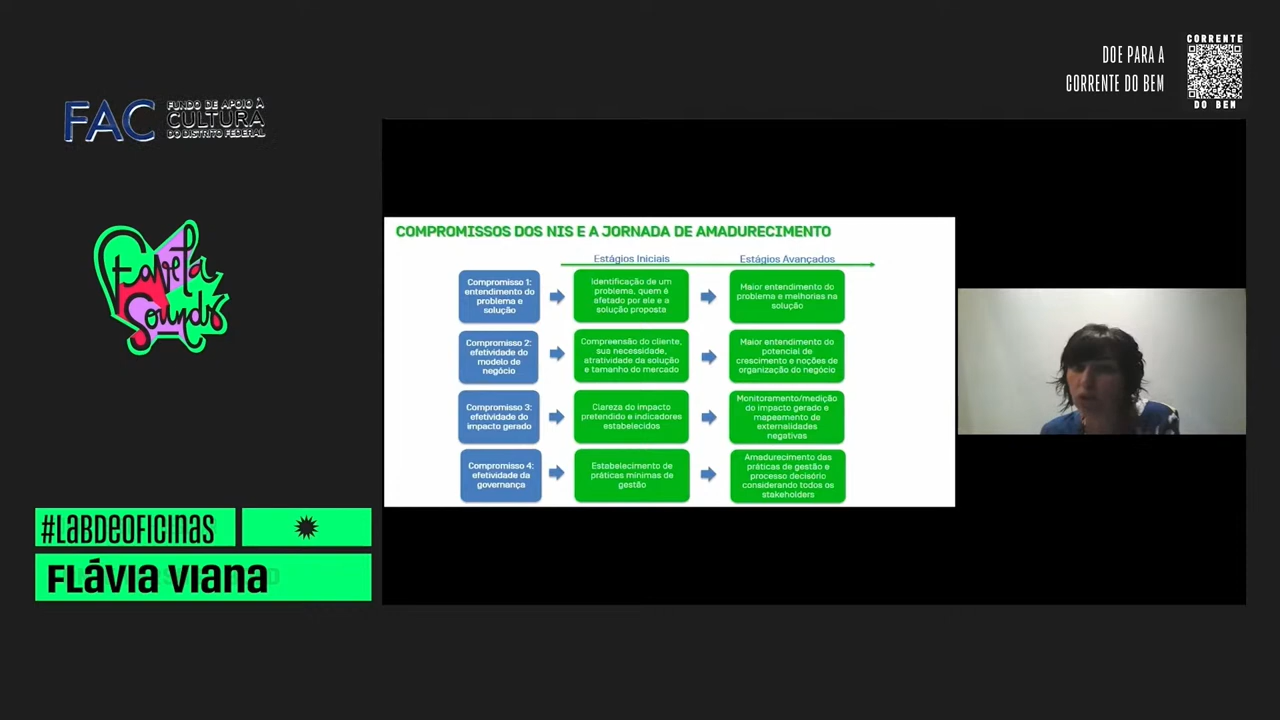 DOE PARA A
CORRENTE DO BEM
CORRENTE
DO BEM
FAC
FUNDO DE APOIO À
CULTURA
DO DISTRITO FEDERAL
Favela
Sounds
COMPROMISSOS DOS NIS E A JORNADA DE AMADURECIMENTO
Estágios Iniciais
Estágios Avançados
Compromisso 1:
entendimento do
problema e
solução
Identificação de um
problema, quem é
afetado por ele e a
solução proposta
Maior entendimento do
problema e melhorias na
solução
Compromisso 2:
efetividade do
modelo de
negócio
Compreensão do cliente,
sua necessidade,
atratividade da solução
e tamanho do mercado
Maior entendimento do
potencial de
crescimento e noções de
organização do negócio
Compromisso 3:
efetividade do
impacto gerado
Clareza do impacto
pretendido e indicadores
estabelecidos
Monitoramento/medição
do impacto gerado e
mapeamento de
externalidades
negativas
Compromisso 4:
efetividade da
governança
Estabelecimento de
práticas mínimas de
gestão
Amadurecimento das
práticas de gestão e
processo decisório
considerando todos os
stakeholders
#LABDEOFICINAS
FLÁVIA VIANA